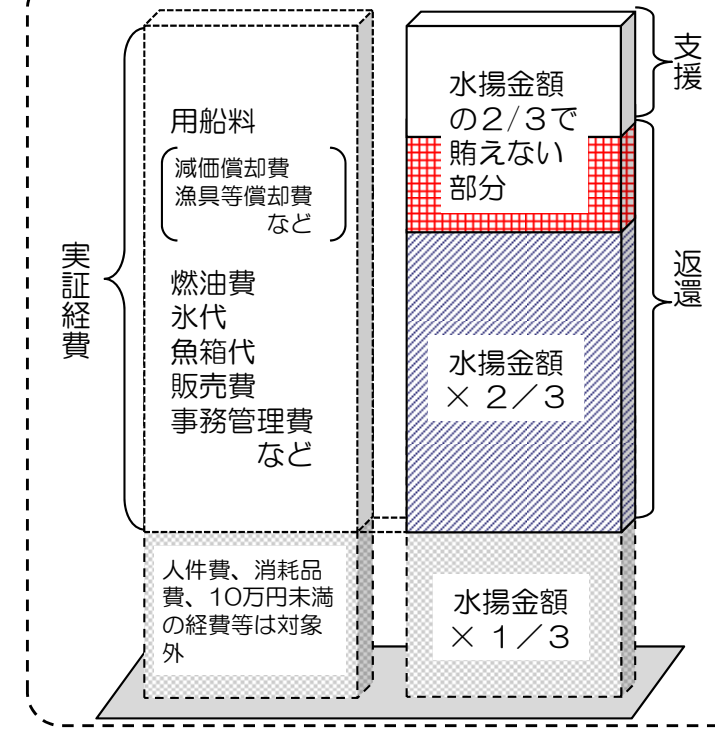 実証経費
用船料
減価償却費
漁具等償却費
など
燃油費
氷代
魚箱代
販売費
事務管理費
など
人件費、消耗品
費、10万円未満
の経費等は対象
外
水揚金額
の2/3で
賄えない
部分
水揚金額
× 2/3
水揚金額
× 1/3
支援
返還